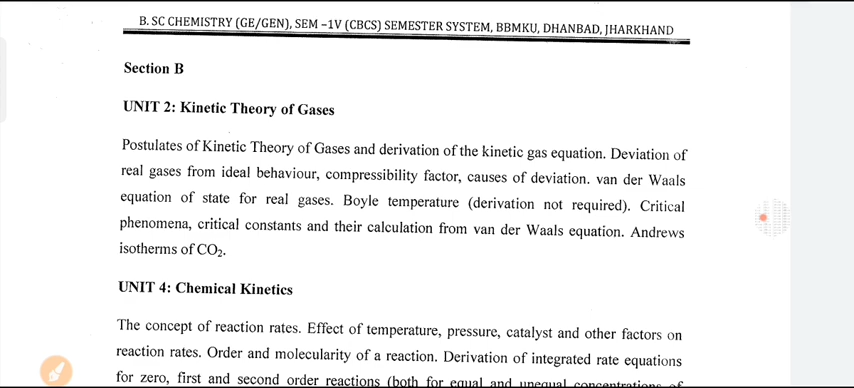 B. SC CHEMISTRY (GE/GEN), SEM –1V (CBCS) SEMESTER SYSTEM, BBMKU, DHANBAD, JHARKHAND
Section B
UNIT 2: Kinetic Theory of Gases
Postulates of Kinetic Theory of Gases and derivation of the kinetic gas equation. Deviation of
real gases from ideal behaviour, compressibility factor, causes of deviation. van der Waals
equation of state for real gases. Boyle temperature (derivation not required). Critical
phenomena, critical constants and their calculation from van der Waals equation. Andrews
isotherms of CO₂.
UNIT 4: Chemical Kinetics
The concept of reaction rates. Effect of temperature, pressure, catalyst and other factors on
reaction rates. Order and molecularity of a reaction. Derivation of integrated rate equations
for zero, first and second order reactions (both for equal and unequal concentrations of